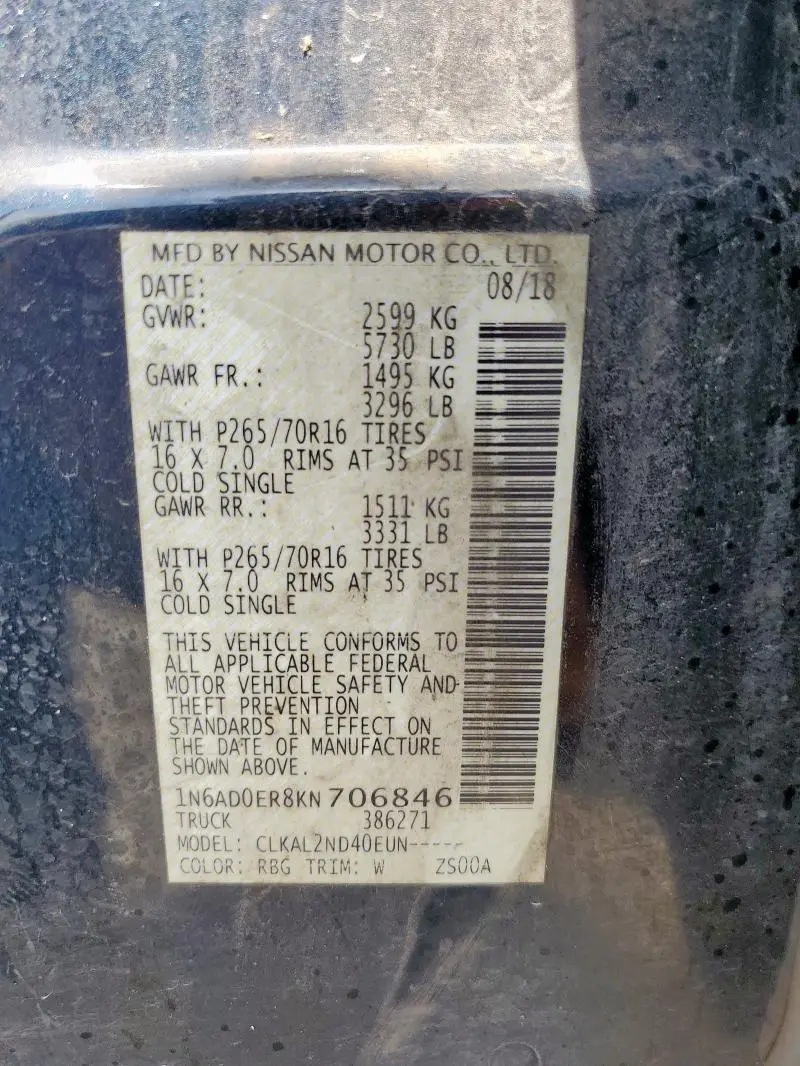 MFD BY NISSAN MOTOR CO., LTD.
DATE: 08/18
GVWR: 2599 KG
5730 LB
GAWR FR.: 1495 KG
3296 LB
WITH P265/70R16 TIRES
16 X 7.0 RIMS AT 35 PSI
COLD SINGLE
GAWR RR.: 1511 KG
3331 LB
WITH P265/70R16 TIRES
16 X 7.0 RIMS AT 35 PSI
COLD SINGLE
THIS VEHICLE CONFORMS TO
ALL APPLICABLE FEDERAL
MOTOR VEHICLE SAFETY AND
THEFT PREVENTION
STANDARDS IN EFFECT ON
THE DATE OF MANUFACTURE
SHOWN ABOVE.
1N6AD0ER8KN706846
TRUCK 386271
MODEL: CLKAL2ND40EUN-----
COLOR: RBG TRIM: W ZS00A